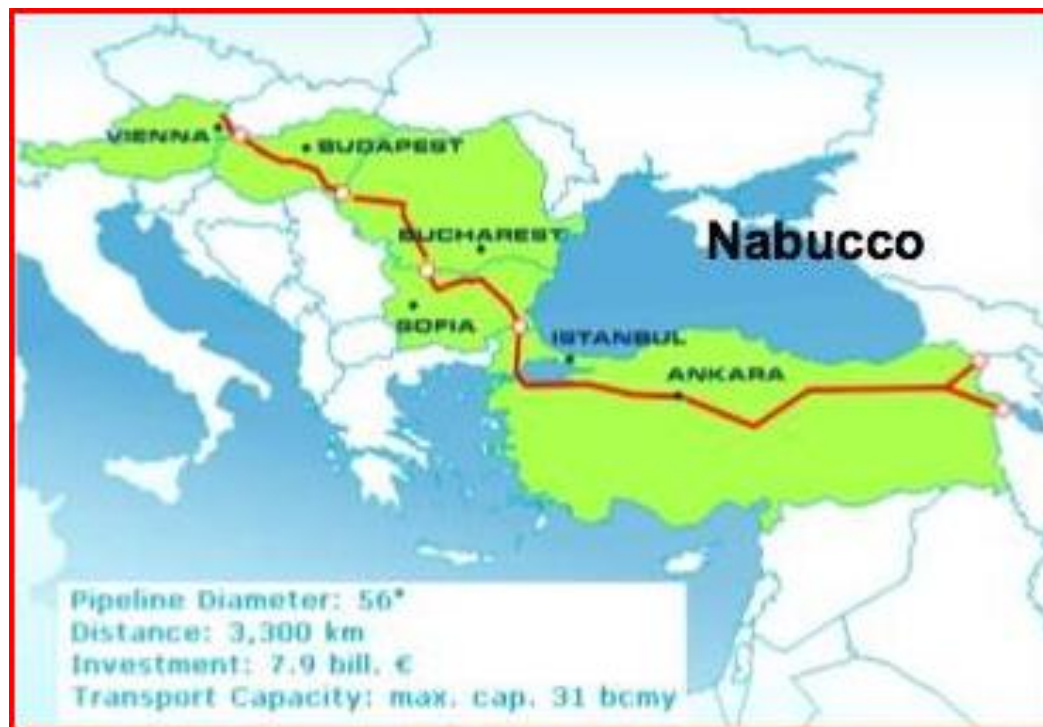 VIENNA
BUDAPEST
Nabucco
BUCHAREST
SOFIA
ISTANBUL
ANKARA
Pipeline Diameter: 56"
Distance: 3,300 km
Investment: 7.9 bill. €
Transport Capacity: max. cap. 31 bcmy